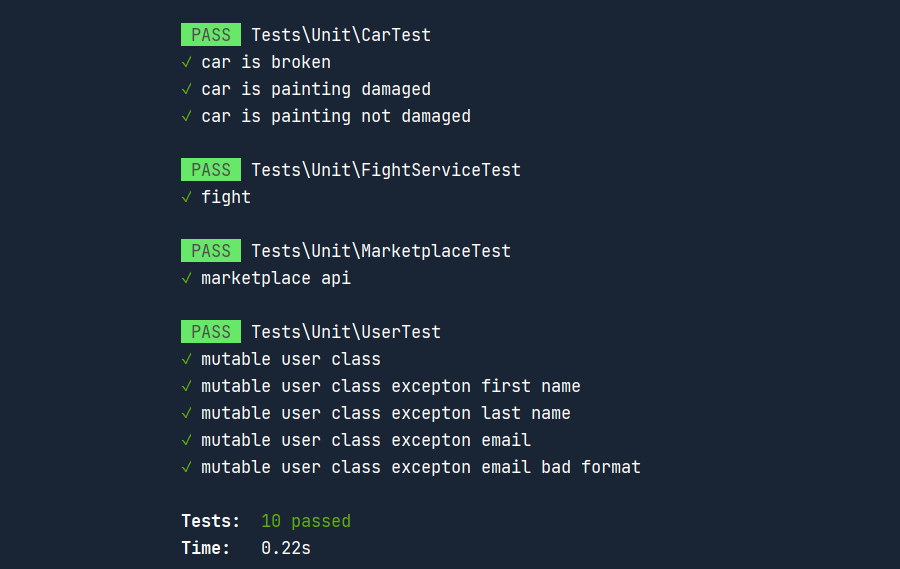 PASS Tests\Unit\CarTest
✓ car is broken
✓ car is painting damaged
✓ car is painting not damaged
PASS Tests\Unit\FightServiceTest
✓ fight
PASS Tests\Unit\MarketplaceTest
✓ marketplace api
PASS Tests\Unit\UserTest
✓ mutable user class
✓ mutable user class excepton first name
✓ mutable user class excepton last name
✓ mutable user class excepton email
✓ mutable user class excepton email bad format
Tests: 10 passed
Time: 0.22s